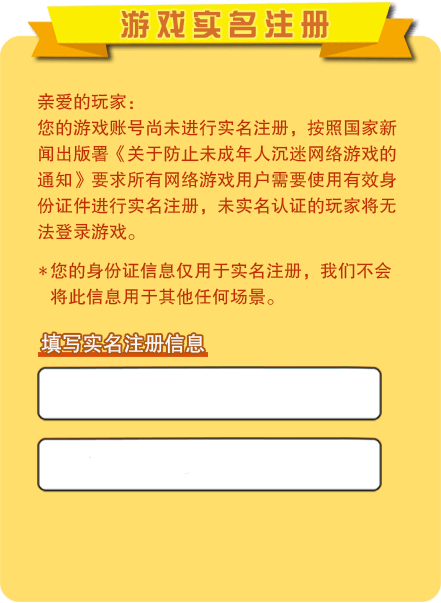 游戏实名注册
亲爱的玩家：
您的游戏账号尚未进行实名注册，按照国家新
闻出版署《关于防止未成年人沉迷网络游戏的
通知》要求所有网络游戏用户需要使用有效身
份证件进行实名注册，未实名认证的玩家将无
法登录游戏。
*您的身份证信息仅用于实名注册，我们不会
将此信息用于其他任何场景。
填写实名注册信息